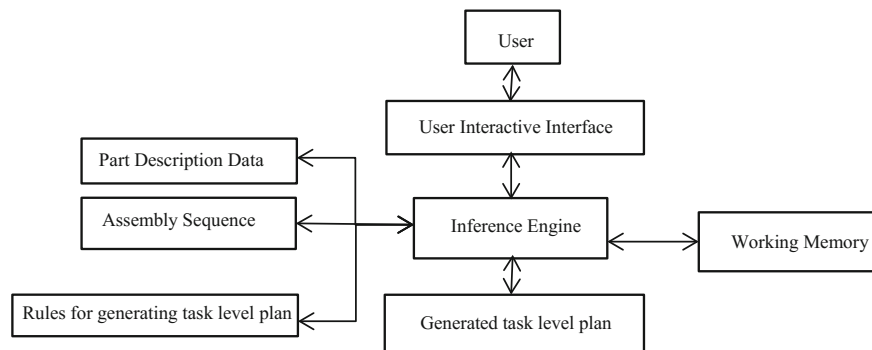 User
User Interactive Interface
Part Description Data
Assembly Sequence
Inference Engine
Working Memory
Rules for generating task level plan
Generated task level plan